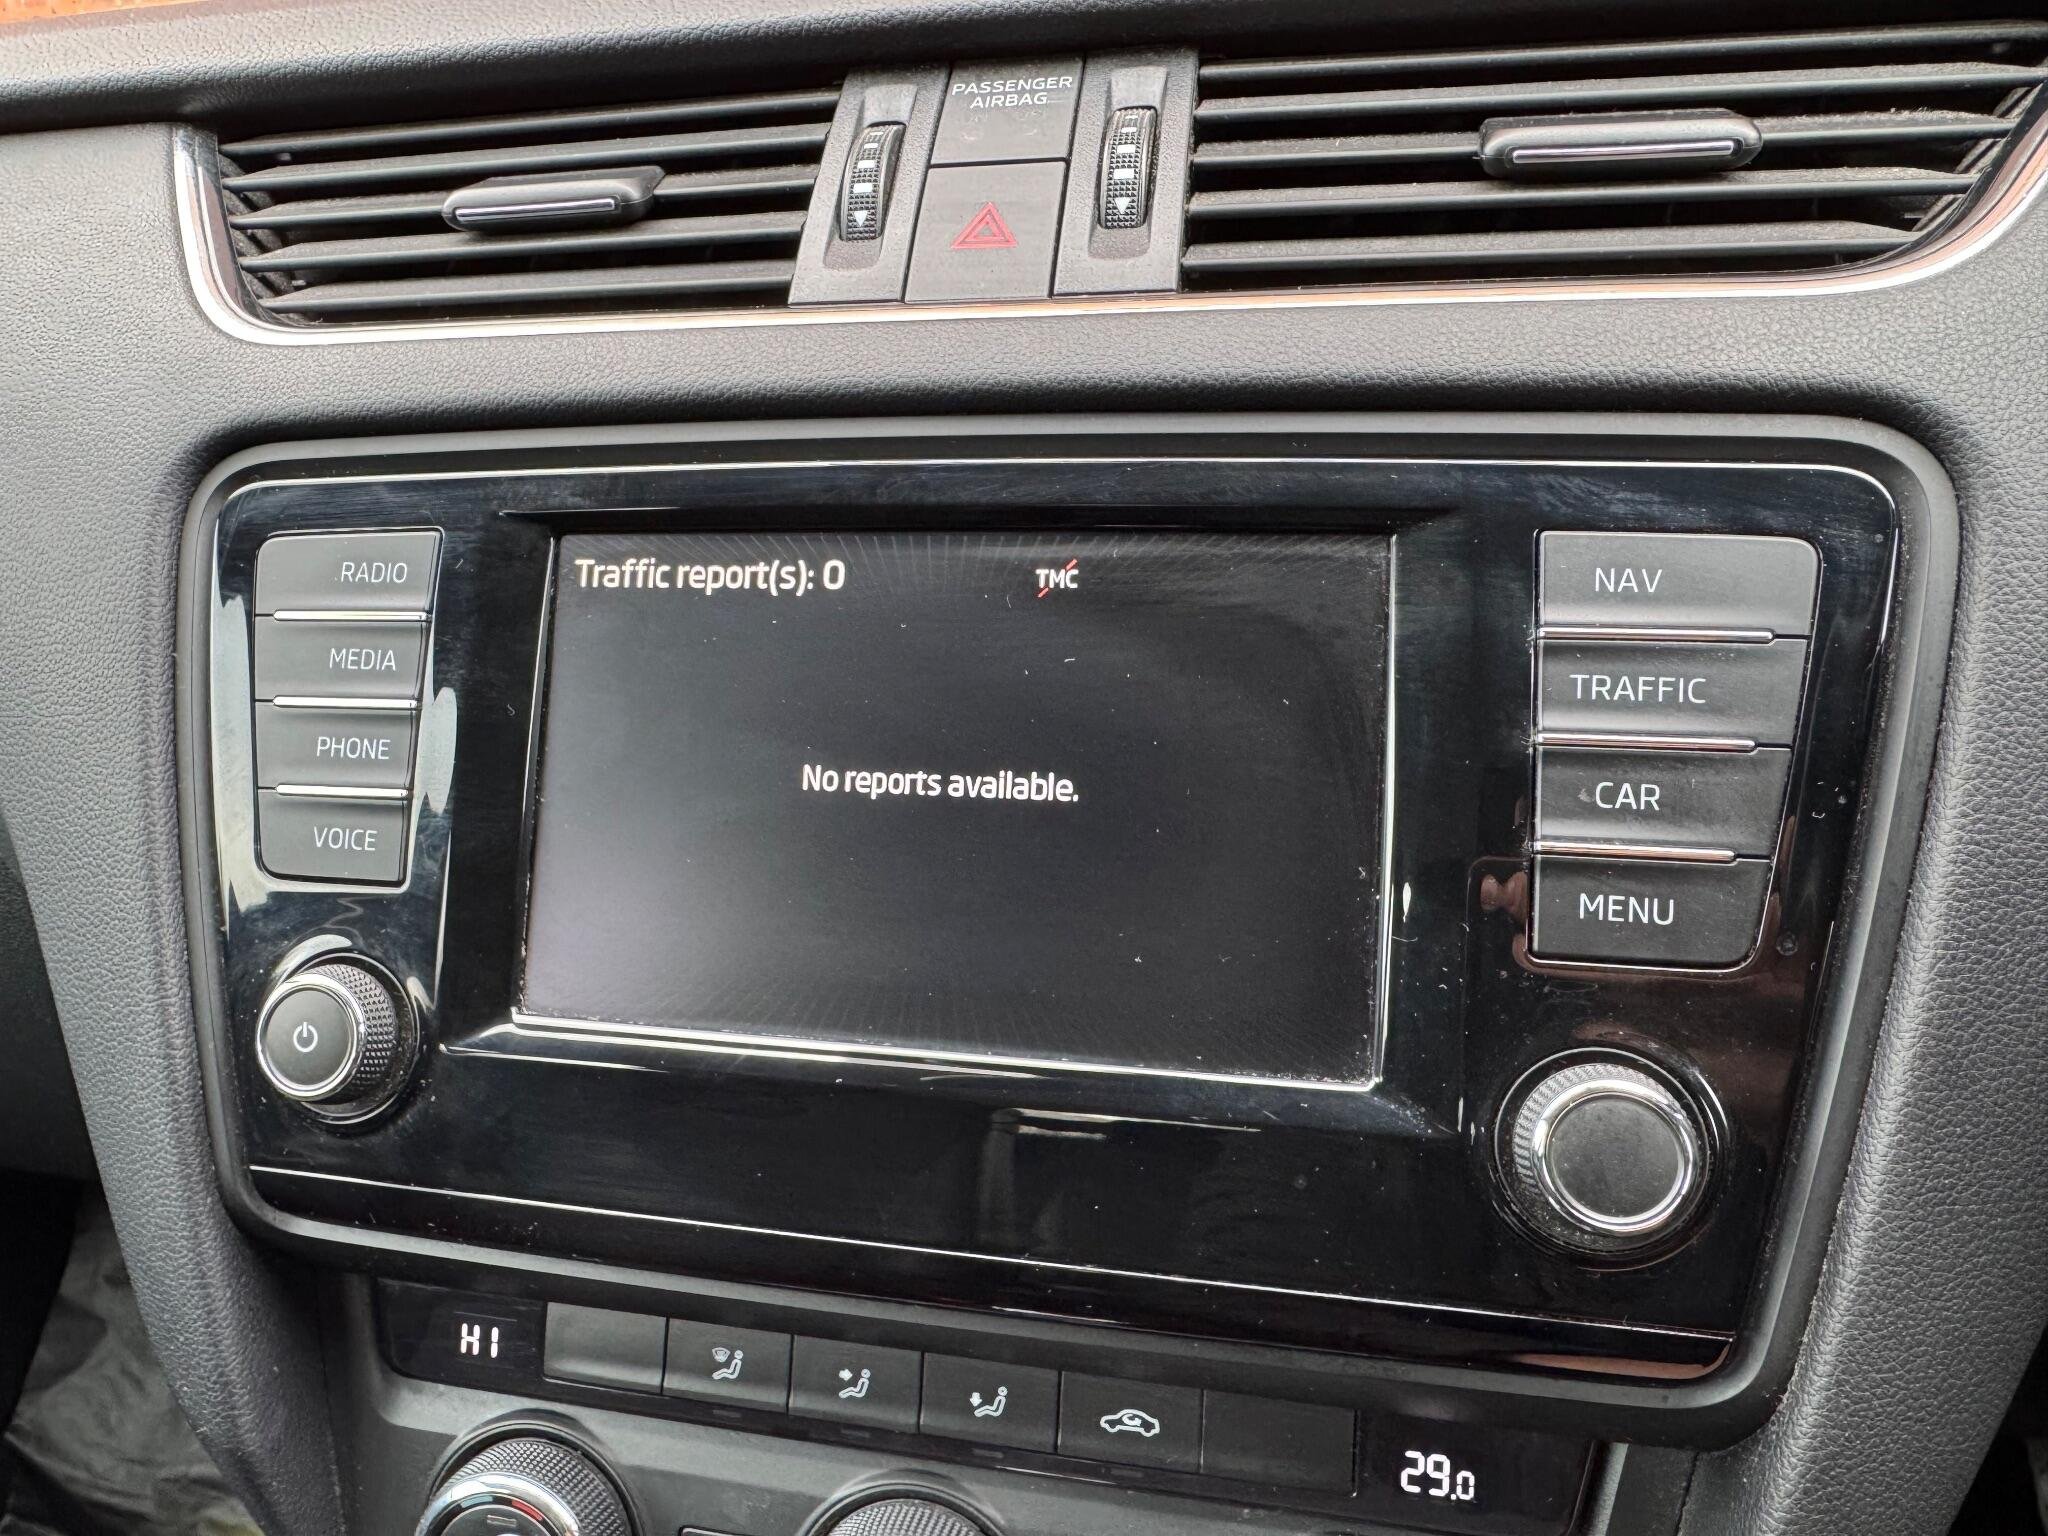 PASSENGER
AIRBAG
RADIO
MEDIA
PHONE
VOICE
Traffic report(s): 0
TMC
No reports available.
NAV
TRAFFIC
CAR
MENU
HI
29.0